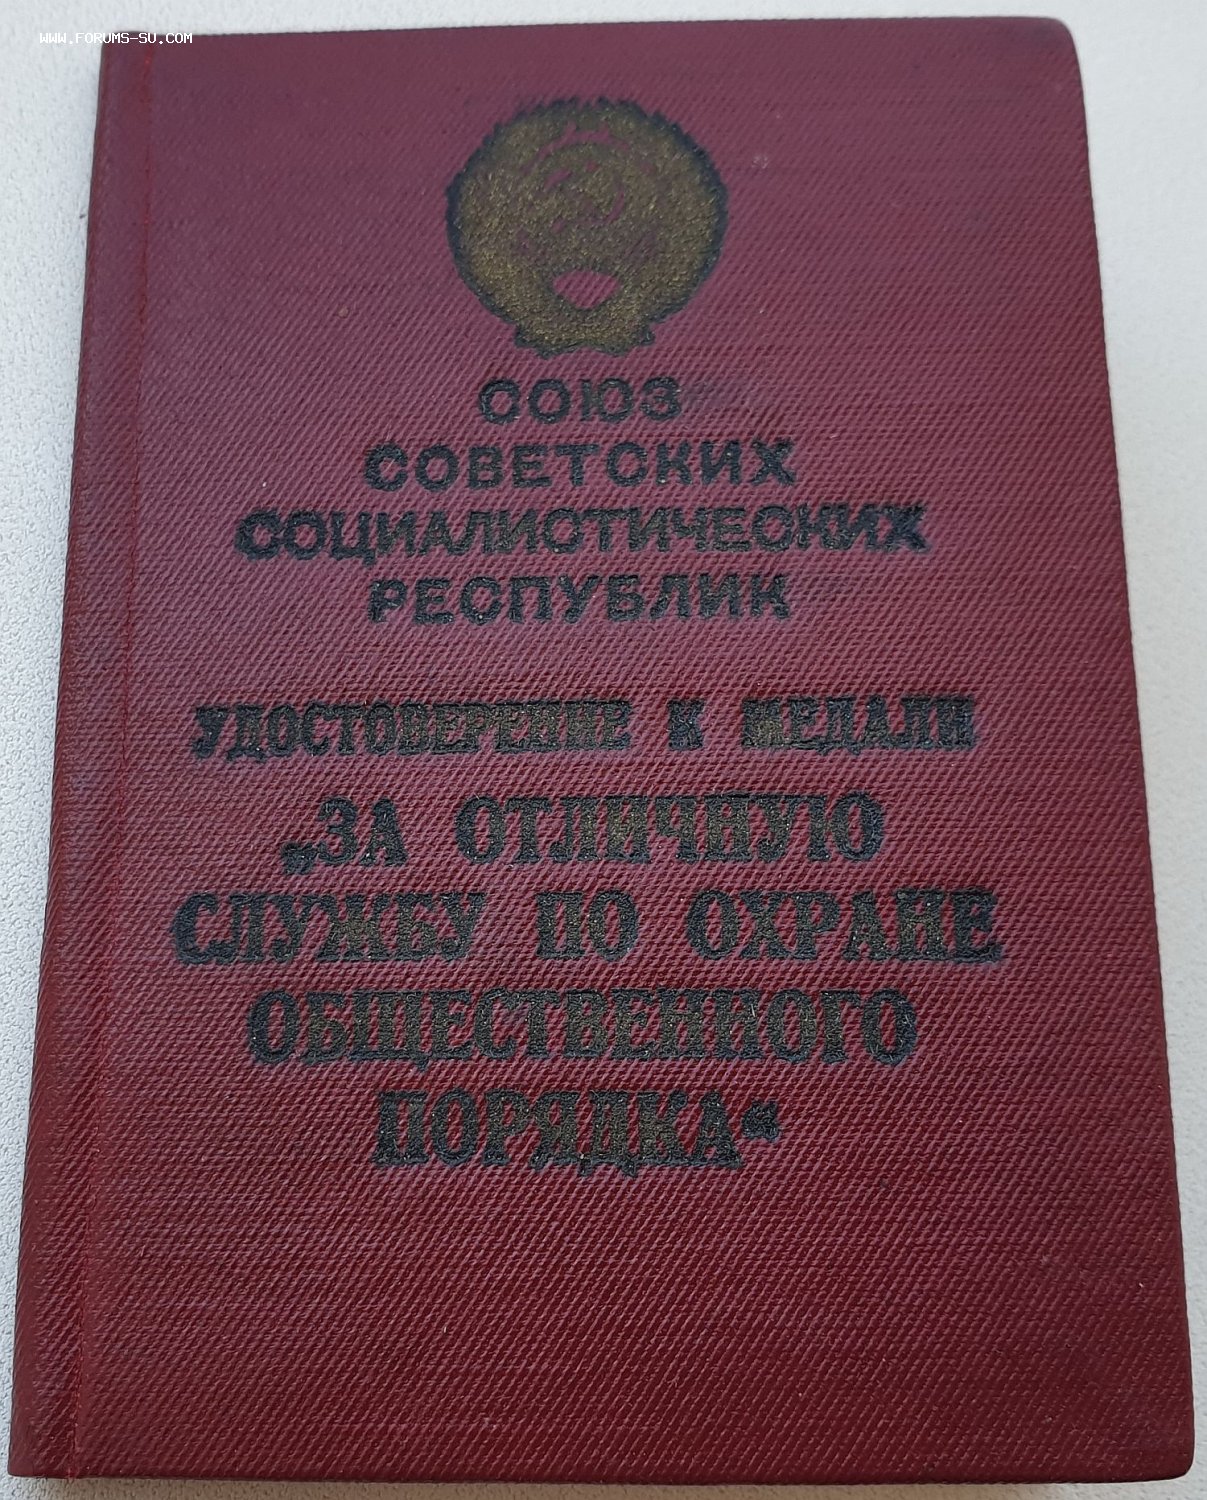 WWW.FORUMS-SU.COM
СОЮЗ
СОВЕТСКИХ
СОЦИАЛИСТИЧЕСКИХ
РЕСПУБЛИК
УДОСТОВЕРЕНИЕ К МЕДАЛИ
„ЗА ОТЛИЧНУЮ
СЛУЖБУ ПО ОХРАНЕ
ОБЩЕСТВЕННОГО
ПОРЯДКА“